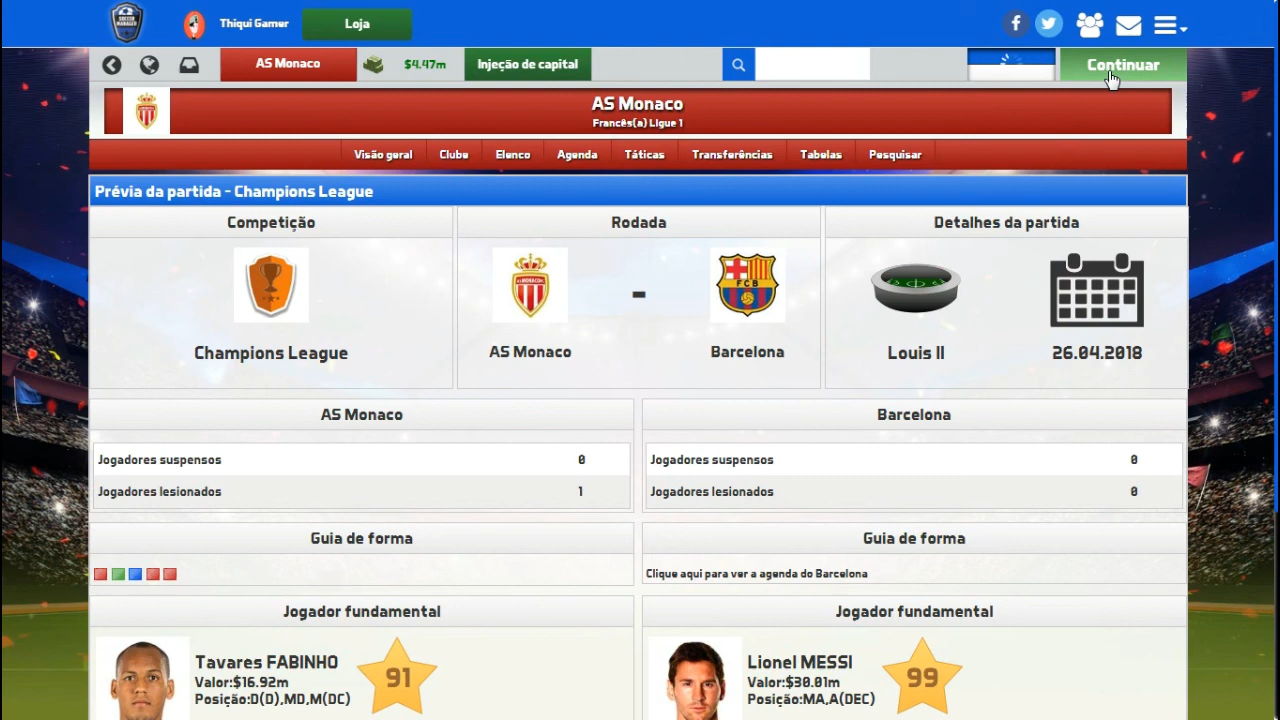 SOCCER MANAGER
Thiqui Gamer
Loja
AS Monaco
$4.47m
Injeção de capital
Continuar
AS Monaco
Francês(a) Ligue 1
Visão geral
Clube
Elenco
Agenda
Táticas
Transferências
Tabelas
Pesquisar
Prévia da partida - Champions League
Competição
Rodada
Detalhes da partida
FCB
-
Champions League
AS Monaco
Barcelona
Louis II
26.04.2018
AS Monaco
Barcelona
Jogadores suspensos 0
Jogadores suspensos 0
Jogadores lesionados 1
Jogadores lesionados 0
Guia de forma
Guia de forma
Clique aqui para ver a agenda do Barcelona
Jogador fundamental
Jogador fundamental
Tavares FABINHO
Valor:$16.92m
Posição:D(D),MD,M(DC)
91
Lionel MESSI
Valor:$30.01m
Posição:MA,A(DEC)
99